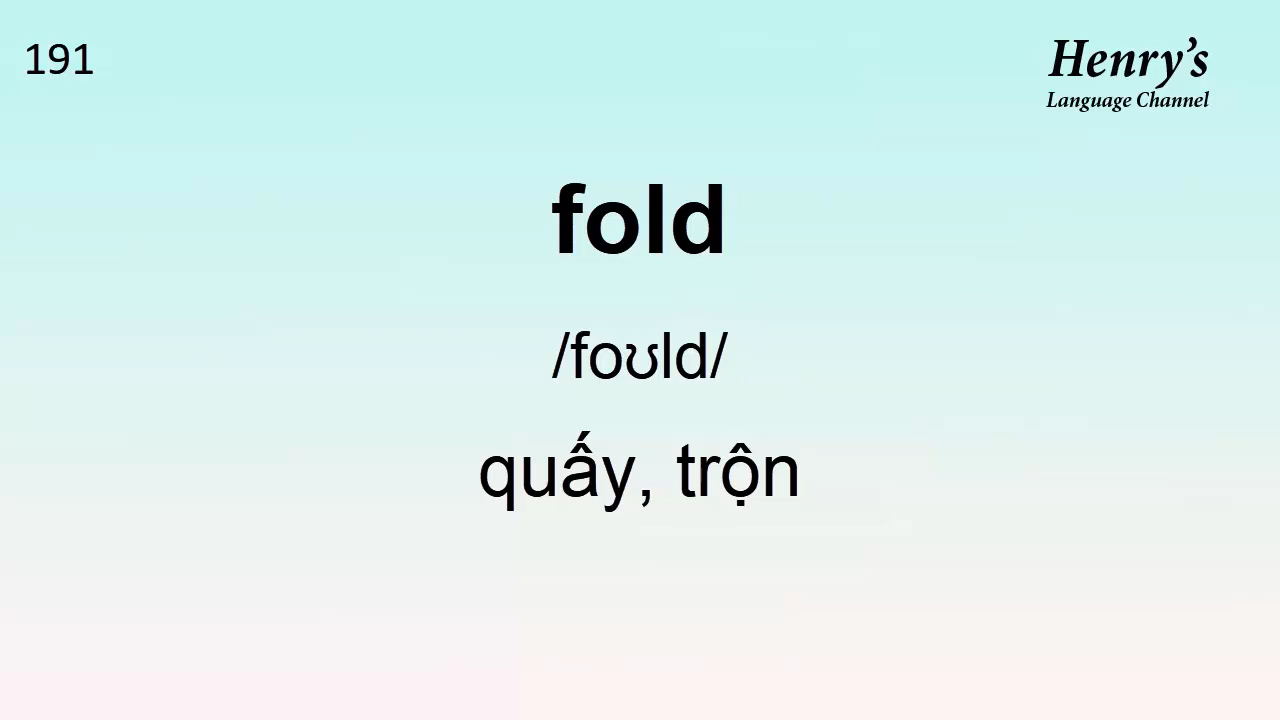 191
Henry's
Language Channel
fold
/foʊld/
quấy, trộn